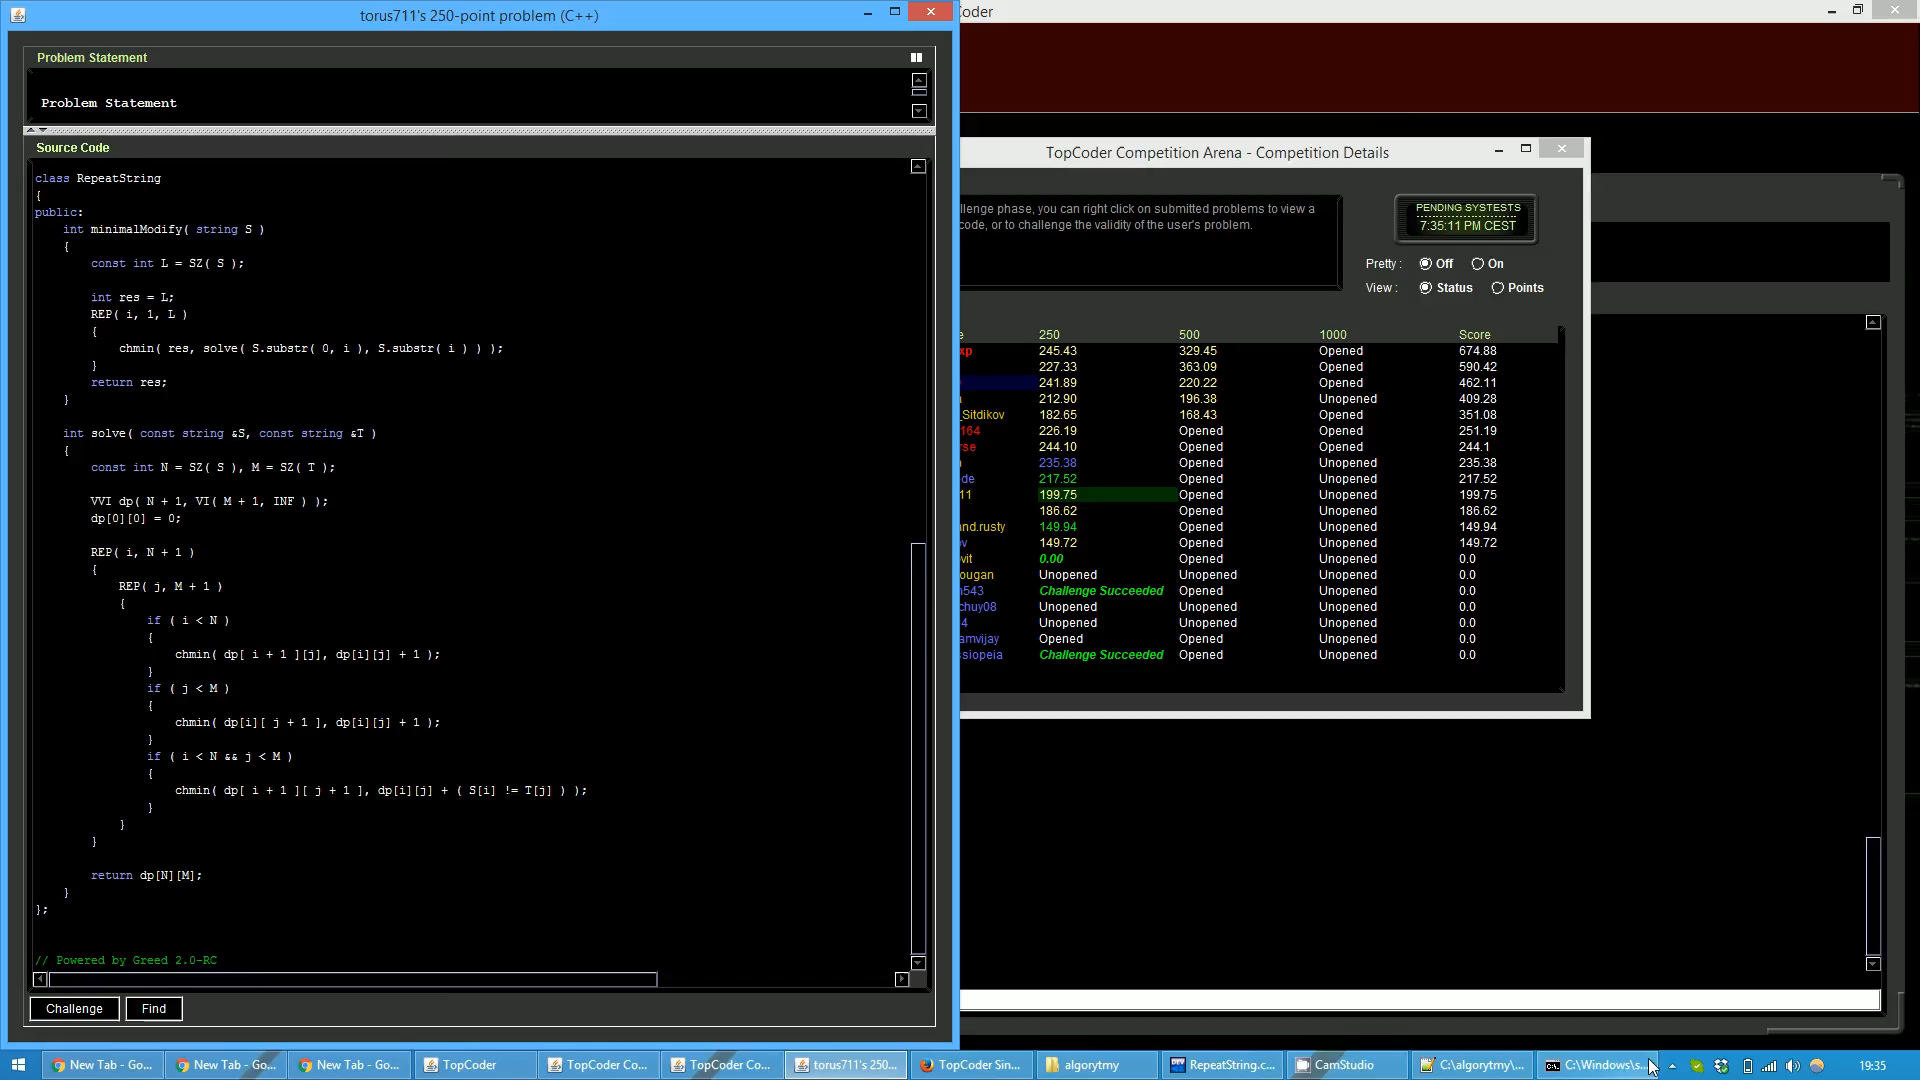 torus711's 250-point problem (C++)
Problem Statement
Problem Statement
Source Code
class RepeatString
{
public:
int minimalModify( string S )
{
const int L = SZ( S );
int res = L;
REP( i, 1, L )
{
chmin( res, solve( S.substr( 0, i ), S.substr( i ) ) );
}
return res;
}
int solve( const string &S, const string &T )
{
const int N = SZ( S ), M = SZ( T );
VVI dp( N + 1, VI( M + 1, INF ) );
dp[0][0] = 0;
REP( i, N + 1 )
{
REP( j, M + 1 )
{
if ( i < N )
{
chmin( dp[ i + 1 ][j], dp[i][j] + 1 );
}
if ( j < M )
{
chmin( dp[i][ j + 1 ], dp[i][j] + 1 );
}
if ( i < N && j < M )
{
chmin( dp[ i + 1 ][ j + 1 ], dp[i][j] + ( S[i] != T[j] ) );
}
}
}
return dp[N][M];
}
};
// Powered by Greed 2.0-RC
Challenge Find
Coder
TopCoder Competition Arena - Competition Details
llenge phase, you can right click on submitted problems to view a
code, or to challenge the validity of the user's problem.
PENDING SYSTESTS
7:35:11 PM CEST
Pretty : Off On
View : Status Points
e 250 500 1000 Score
xp 245.43 329.45 Opened 674.88
227.33 363.09 Opened 590.42
241.89 220.22 Opened 462.11
212.90 196.38 Unopened 409.28
_Sitdikov 182.65 168.43 Opened 351.08
164 226.19 Opened Opened 251.19
rse 244.10 Opened Opened 244.1
235.38 Opened Unopened 235.38
de 217.52 Opened Unopened 217.52
11 199.75 Opened Unopened 199.75
186.62 Opened Unopened 186.62
and.rusty 149.94 Opened Unopened 149.94
ov 149.72 Opened Unopened 149.72
vit 0.00 Opened Unopened 0.0
ougan Unopened Unopened Unopened 0.0
n543 Challenge Succeeded Opened Unopened 0.0
chuy08 Unopened Unopened Unopened 0.0
4 Unopened Unopened Unopened 0.0
amvijay Opened Opened Unopened 0.0
ssiopeia Challenge Succeeded Opened Unopened 0.0
New Tab - Go... New Tab - Go... New Tab - Go... TopCoder TopCoder Co... TopCoder Co... torus711's 250... TopCoder Sin... algorytmy RepeatString.c... CamStudio C:\algorytmy\... C:\Windows\s... 19:35